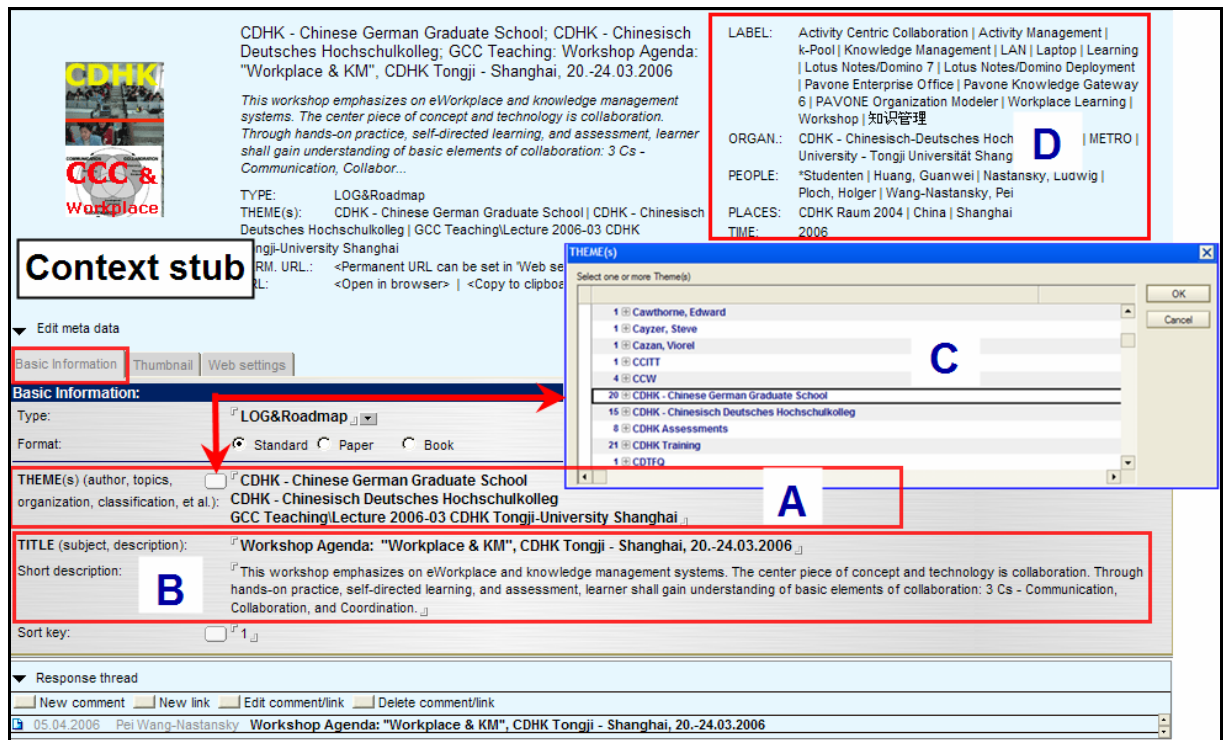 CDHK - Chinese German Graduate School; CDHK - Chinesisch
Deutsches Hochschulkolleg; GCC Teaching: Workshop Agenda:
"Workplace & KM", CDHK Tongji - Shanghai, 20.-24.03.2006
CDHK
CCC &
Workplace
This workshop emphasizes on eWorkplace and knowledge management
systems. The center piece of concept and technology is collaboration.
Through hands-on practice, self-directed learning, and assessment, learner
shall gain understanding of basic elements of collaboration: 3 Cs -
Communication, Collabor...
TYPE: LOG&Roadmap
THEME(s): CDHK - Chinese German Graduate School | CDHK - Chinesisch
Deutsches Hochschulkolleg | GCC Teaching\Lecture 2006-03 CDHK
ngji-University Shanghai
RM. URL.: <Permanent URL can be set in 'Web se
RL: <Open in browser> | <Copy to clipboa
LABEL: Activity Centric Collaboration | Activity Management |
k-Pool | Knowledge Management | LAN | Laptop | Learning
| Lotus Notes/Domino 7 | Lotus Notes/Domino Deployment
| Pavone Enterprise Office | Pavone Knowledge Gateway
6 | PAVONE Organization Modeler | Workplace Learning |
Workshop | 知识管理
ORGAN.: CDHK - Chinesisch-Deutsches Hoch | METRO |
University - Tongji Universität Shang
PEOPLE: *Studenten | Huang, Guanwei | Nastansky, Ludwig |
Ploch, Holger | Wang-Nastansky, Pei
PLACES: CDHK Raum 2004 | China | Shanghai
TIME: 2006
D
Context stub
THEME(s)
Select one or more Theme(s)
OK
Cancel
1 Cawthorne, Edward
1 Cayzer, Steve
1 Cazan, Viorel
1 CCITT
4 CCW
20 CDHK - Chinese German Graduate School
15 CDHK - Chinesisch Deutsches Hochschulkolleg
8 CDHK Assessments
21 CDHK Training
1 CDTFQ
C
Edit meta data
Basic Information Thumbnail Web settings
Basic Information:
Type: LOG&Roadmap
Format: Standard Paper Book
THEME(s) (author, topics, CDHK - Chinese German Graduate School
organization, classification, et al.): CDHK - Chinesisch Deutsches Hochschulkolleg
GCC Teaching\Lecture 2006-03 CDHK Tongji-University Shanghai
A
TITLE (subject, description): Workshop Agenda: "Workplace & KM", CDHK Tongji - Shanghai, 20.-24.03.2006
Short description: This workshop emphasizes on eWorkplace and knowledge management systems. The center piece of concept and technology is collaboration. Through
hands-on practice, self-directed learning, and assessment, learner shall gain understanding of basic elements of collaboration: 3 Cs - Communication,
Collaboration, and Coordination.
B
Sort key: 1
Response thread
New comment New link Edit comment/link Delete comment/link
05.04.2006 Pei Wang-Nastansky Workshop Agenda: "Workplace & KM", CDHK Tongji - Shanghai, 20.-24.03.2006